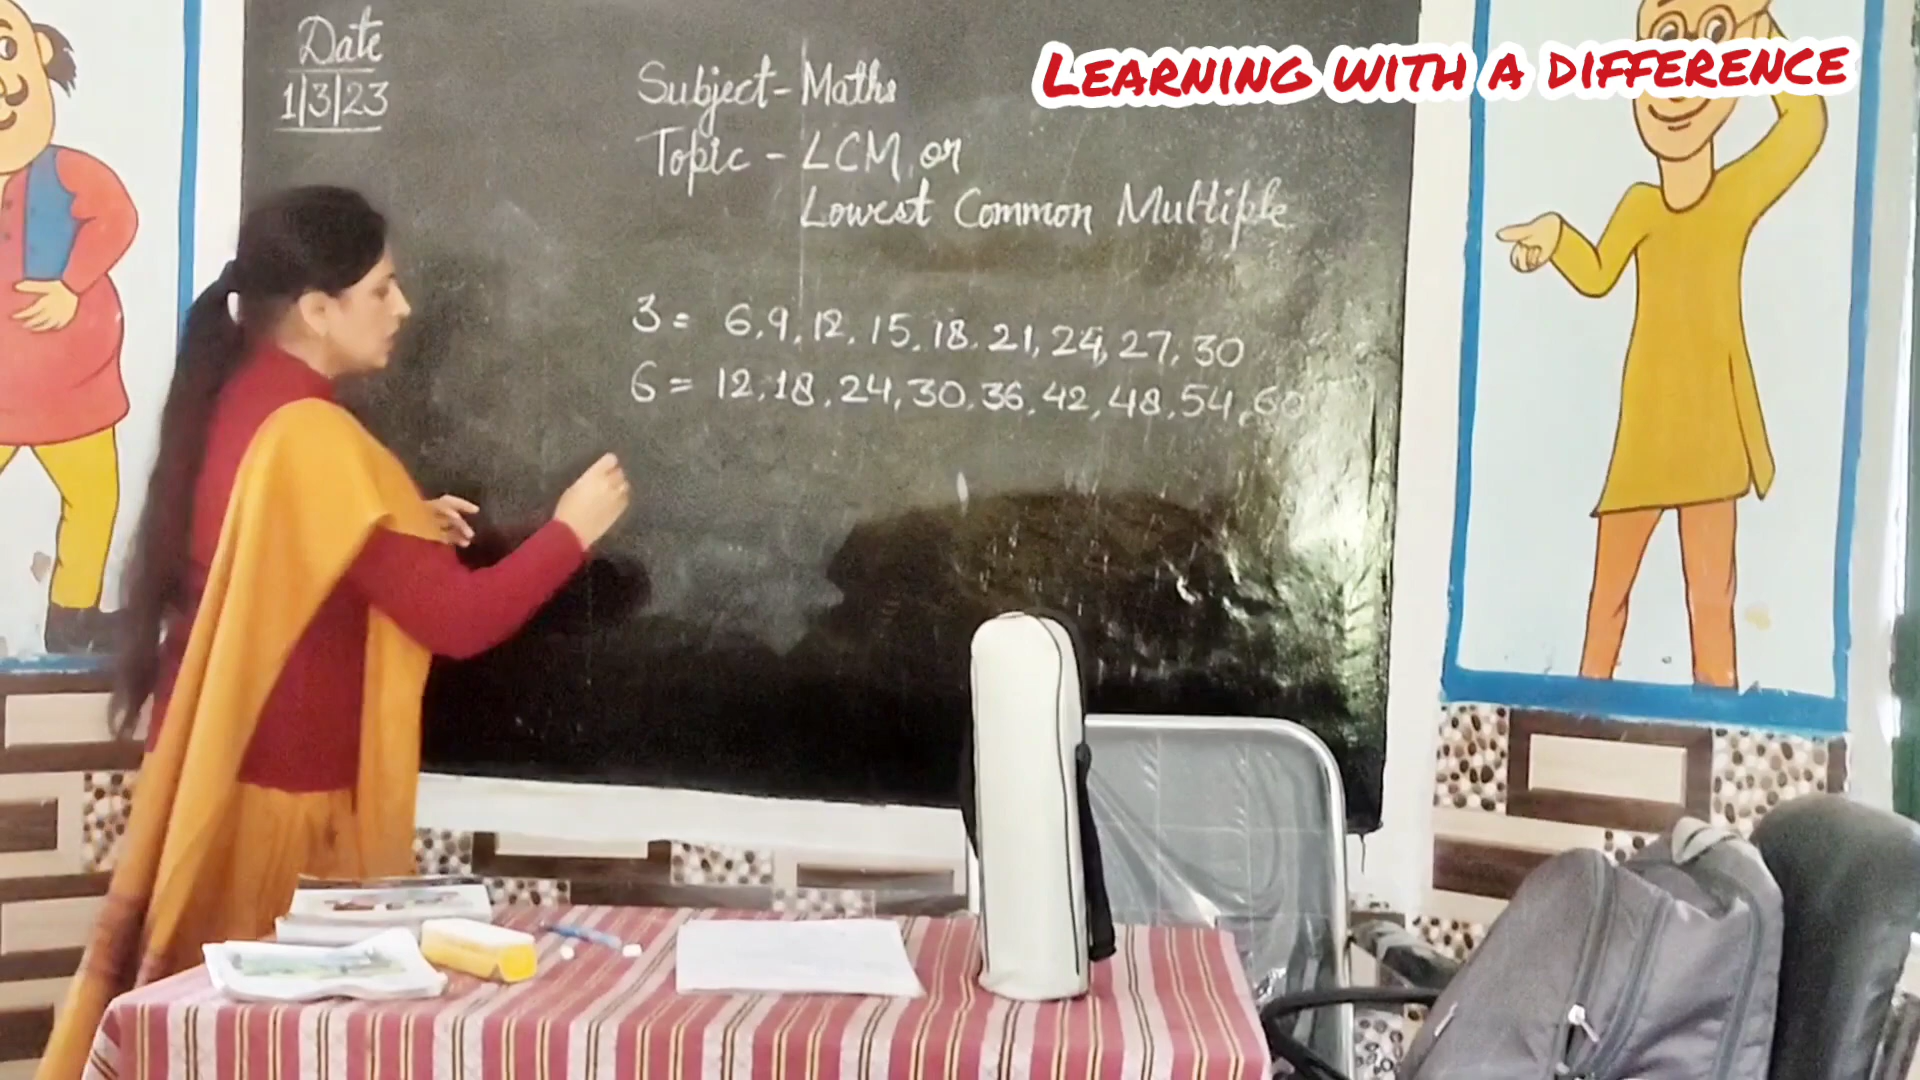 Date
1/3/23
LEARNING WITH A DIFFERENCE
Subject - Maths
Topic - LCM, or
Lowest Common Multiple
3 = 6, 9, 12, 15, 18, 21, 24, 27, 30
6 = 12, 18, 24, 30, 36, 42, 48, 54, 60